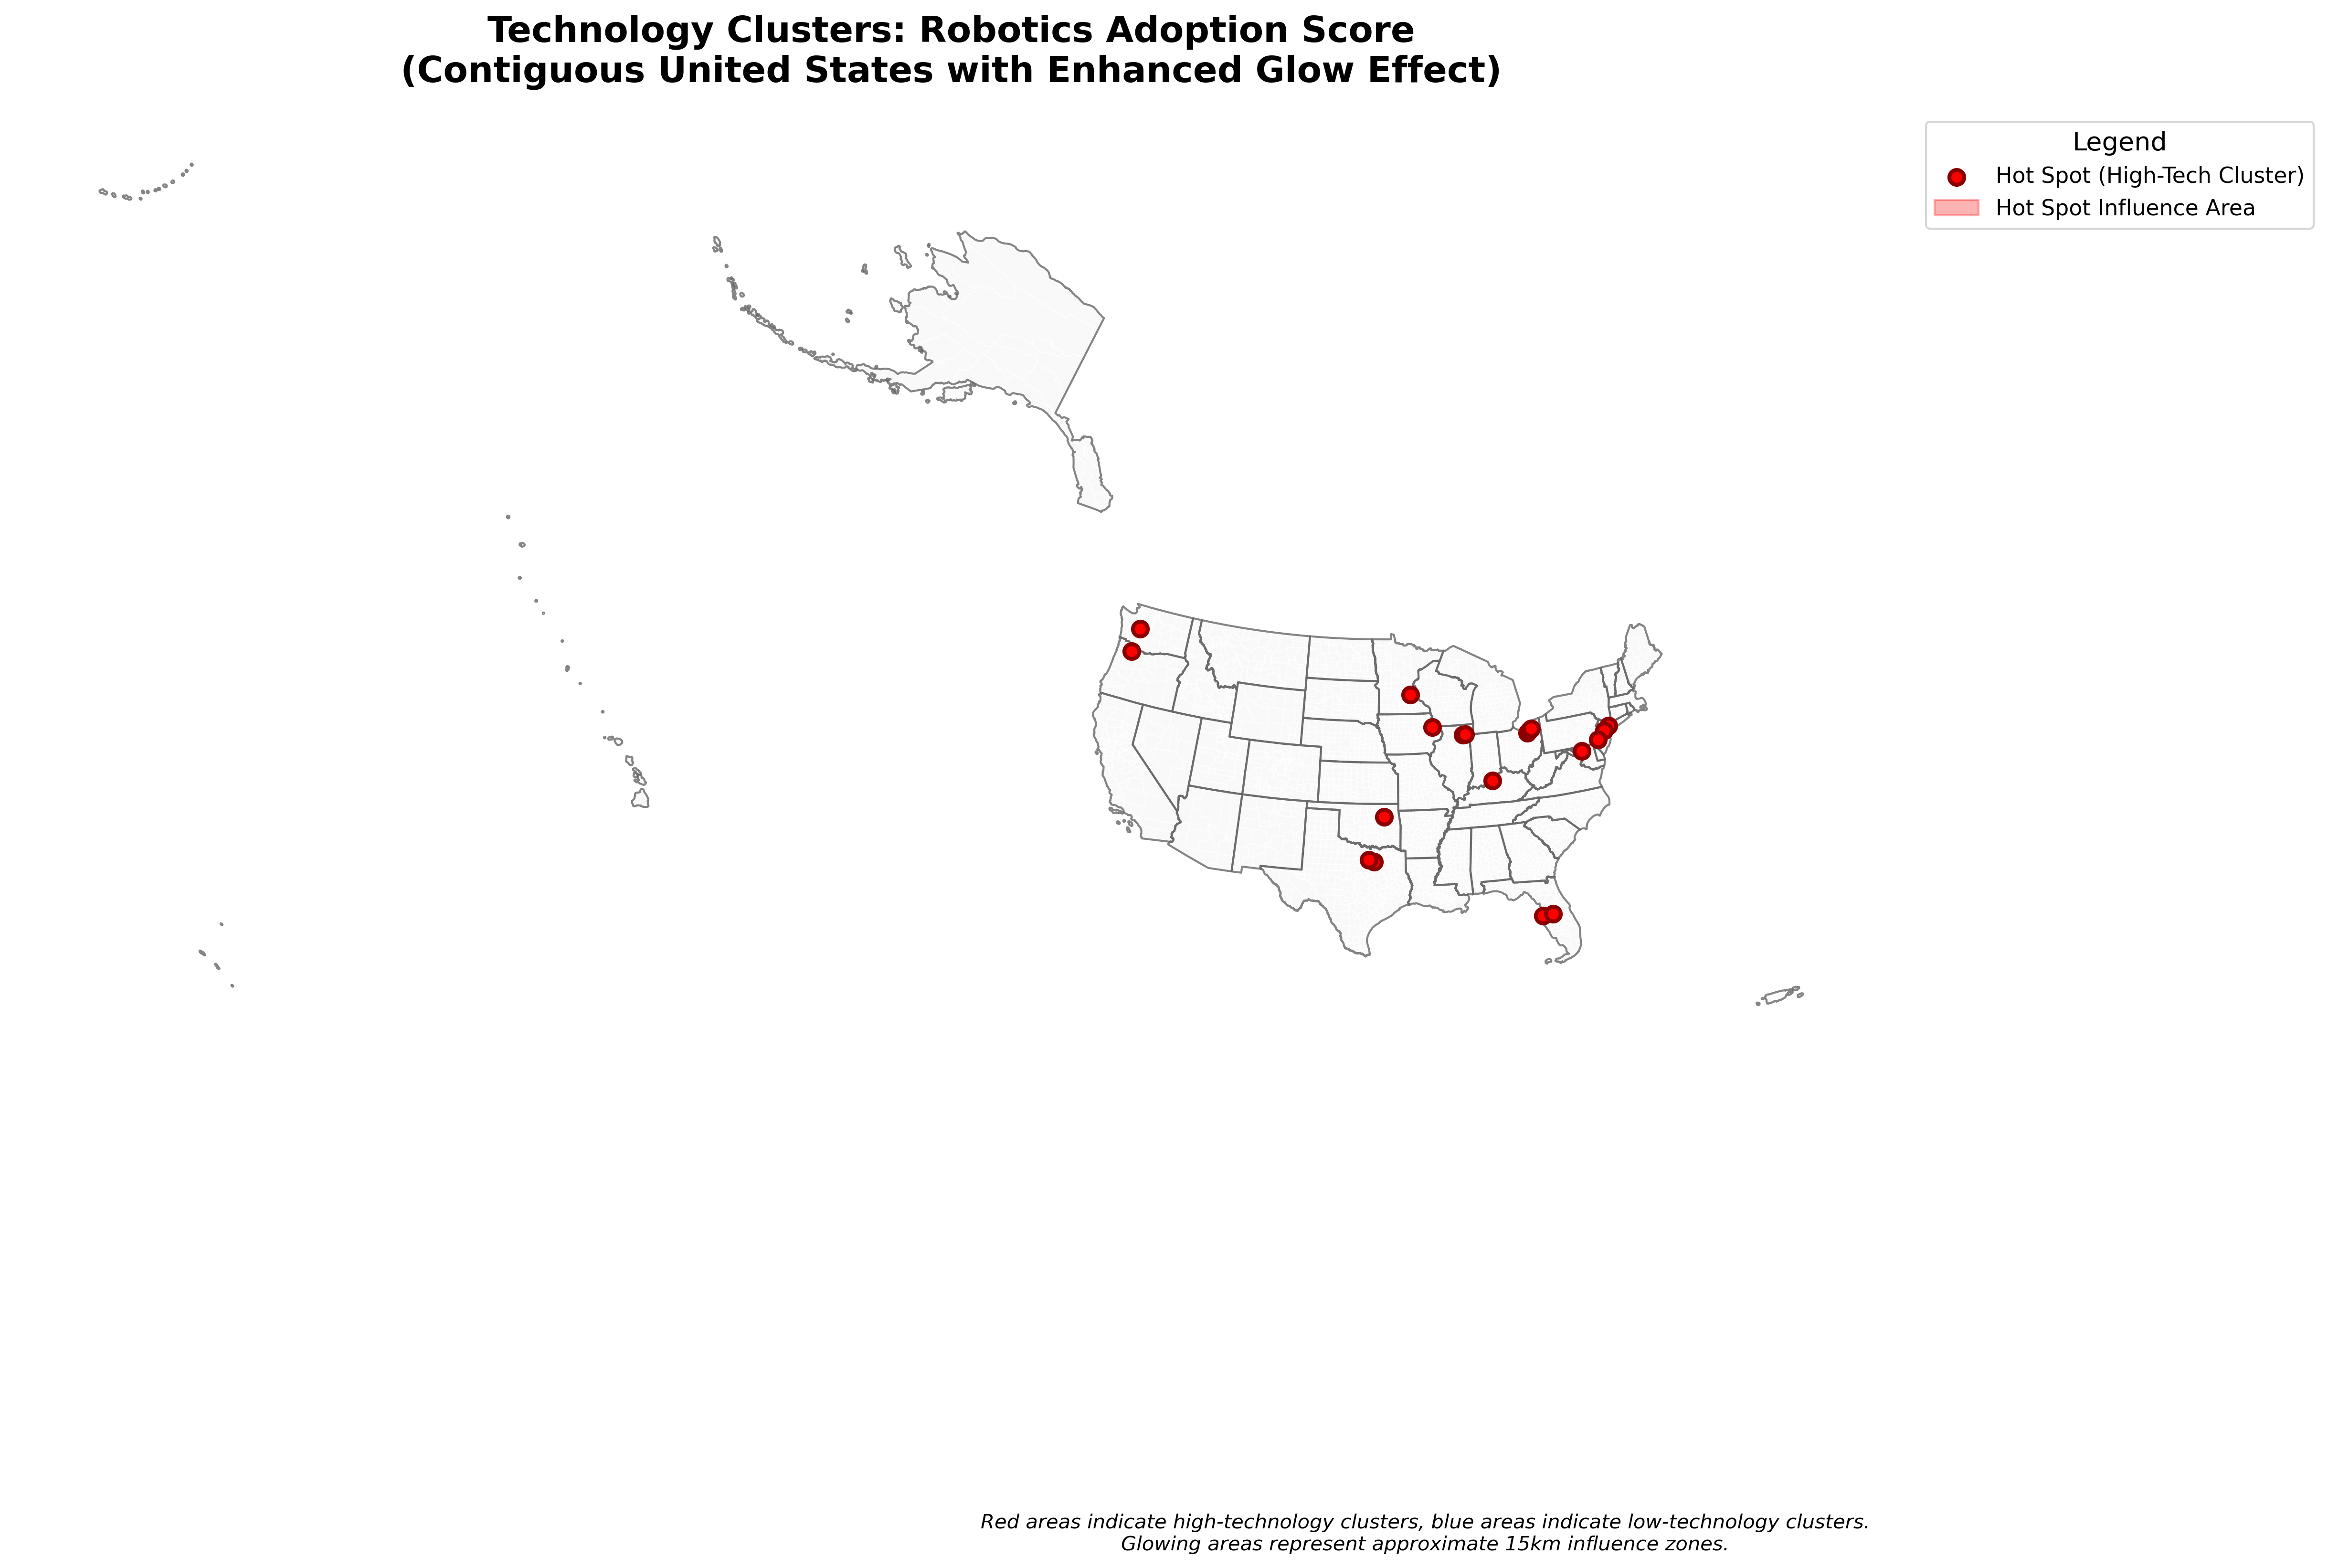 Technology Clusters: Robotics Adoption Score
(Contiguous United States with Enhanced Glow Effect)
Legend
Hot Spot (High-Tech Cluster)
Hot Spot Influence Area
Red areas indicate high-technology clusters, blue areas indicate low-technology clusters.
Glowing areas represent approximate 15km influence zones.